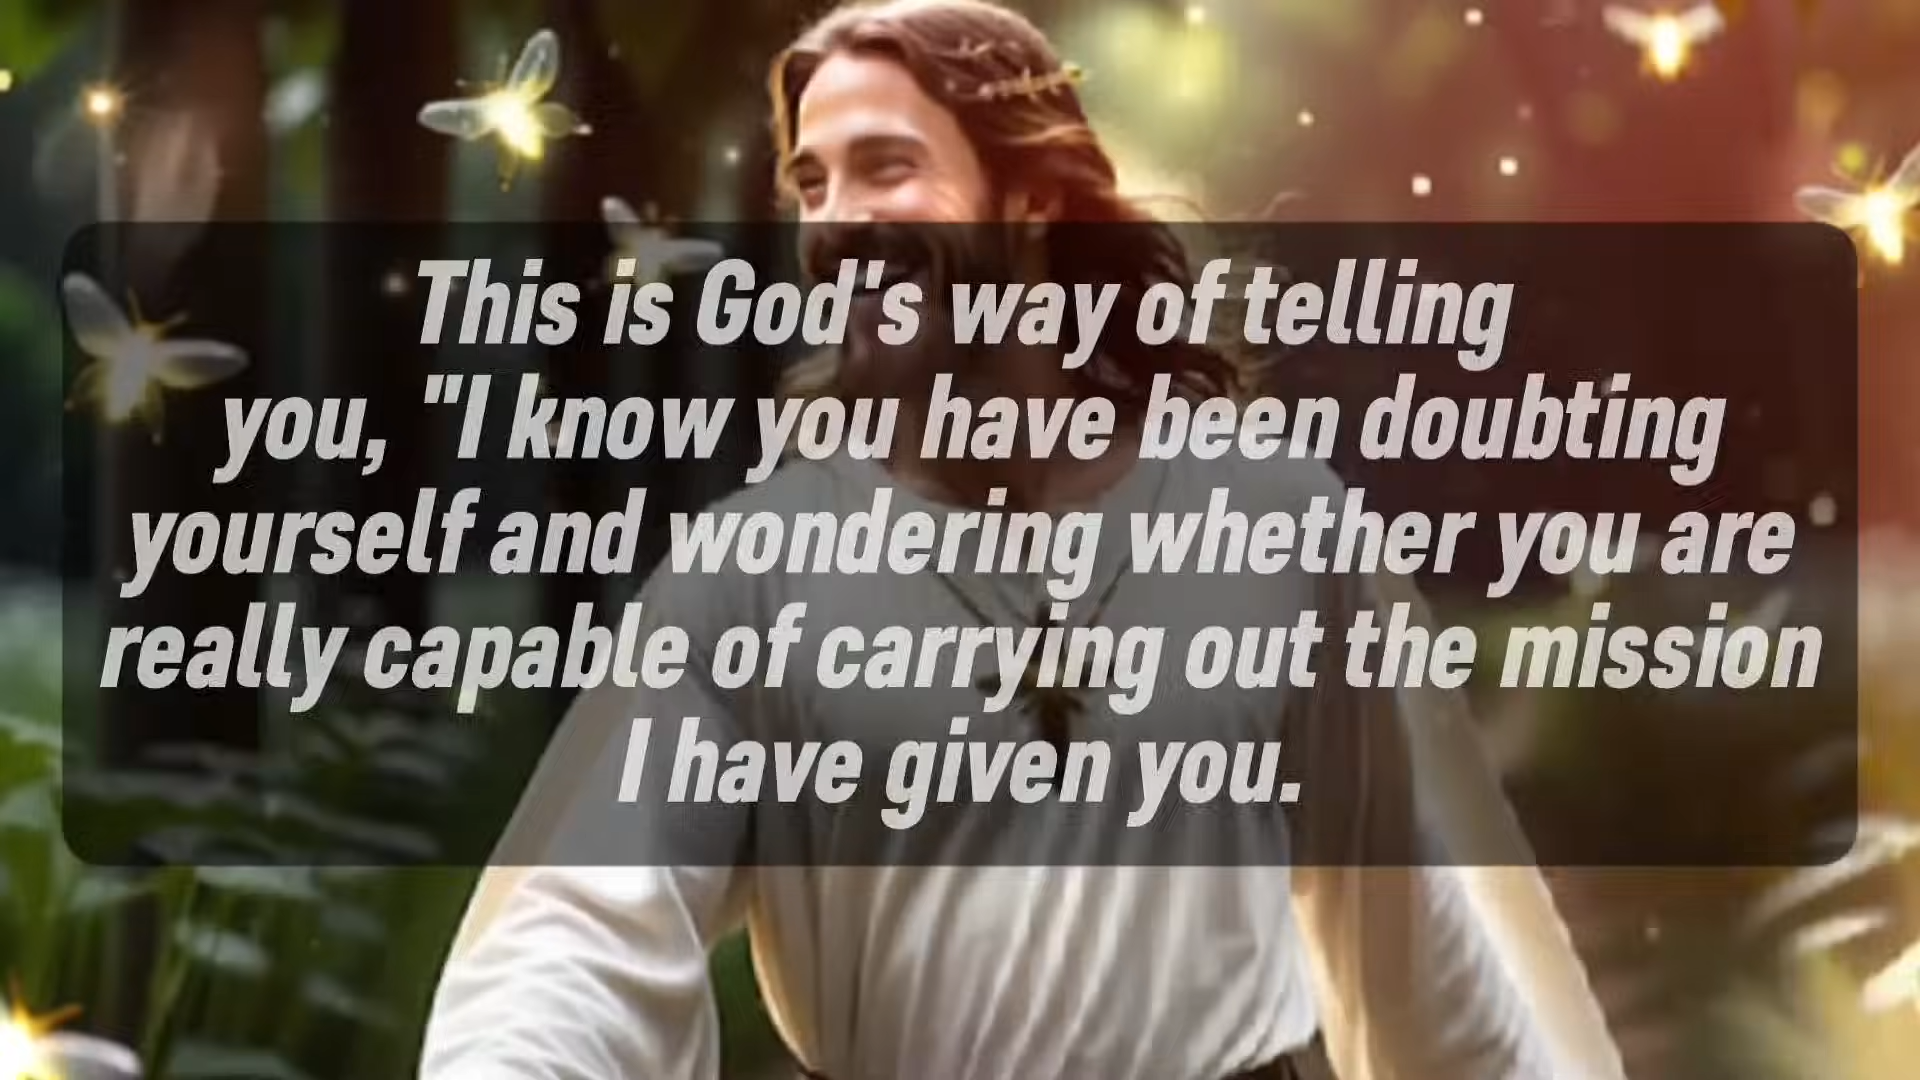 This is God's way of telling
you, "I know you have been doubting
yourself and wondering whether you are
really capable of carrying out the mission
I have given you.